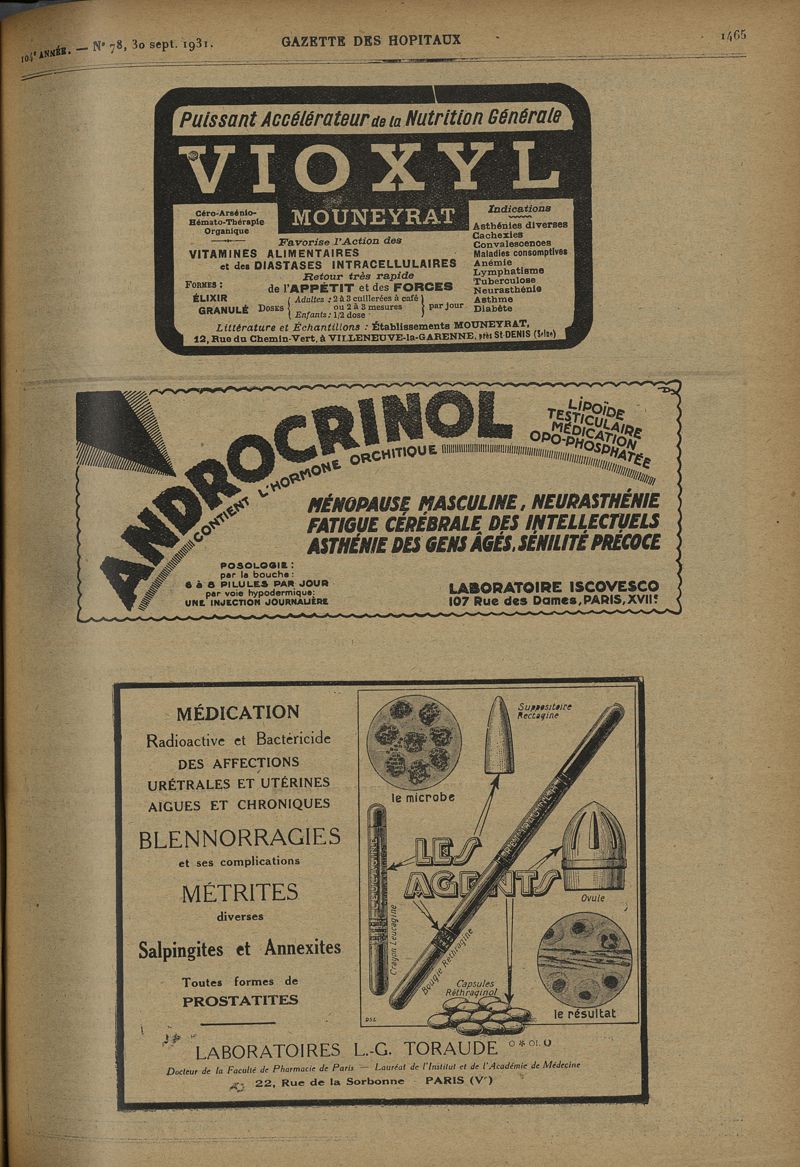 104e ANNÉE. — N° 78, 30 sept. 1931. GAZETTE DES HOPITAUX 1465
Puissant Accélérateur de la Nutrition Générale
VIOXYL
MOUNEYRAT
Céro-Arsénio-
Hémato-Thérapie
Organique
Favorise l'Action des
VITAMINES ALIMENTAIRES
et des DIASTASES INTRACELLULAIRES
Retour très rapide
de l'APPÉTIT et des FORCES
FORMES :
ÉLIXIR
GRANULÉ
DOSES
Adultes : 2 à 3 cuillerées à café
ou 2 à 3 mesures
Enfants : 1/2 dose
par jour
Indications
Asthénies diverses
Cachexies
Convalescences
Maladies consomptives
Anémie
Lymphatisme
Tuberculose
Neurasthénie
Asthme
Diabète
Littérature et Échantillons : Établissements MOUNEYRAT,
12, Rue du Chemin-Vert, à VILLENEUVE-la-GARENNE, près St-DENIS (Seine)
ANDROCRINOL
CONTIENT L'HORMONE ORCHITIQUE
LIPOÏDE
TESTICULAIRE
MÉDICATION
OPO-PHOSPHATÉE
MÉNOPAUSE MASCULINE, NEURASTHÉNIE
FATIGUE CÉRÉBRALE DES INTELLECTUELS
ASTHÉNIE DES GENS ÂGÉS, SÉNILITÉ PRÉCOCE
POSOLOGIE :
par la bouche :
6 à 8 PILULES PAR JOUR
par voie hypodermique:
UNE INJECTION JOURNALIÈRE
LABORATOIRE ISCOVESCO
107 Rue des Dames, PARIS, XVIIe
MÉDICATION
Radioactive et Bactéricide
DES AFFECTIONS
URÉTRALES ET UTÉRINES
AIGUES ET CHRONIQUES
BLENNORRAGIES
et ses complications
MÉTRITES
diverses
Salpingites et Annexites
Toutes formes de
PROSTATITES
le microbe
Suppositoire
Rectagine
LES
AGENTS
Crayon Leucagine
Bougie Réthragine
Ovule
Capsules
Réthraginol
le résultat
LABORATOIRES L.-G. TORAUDE
Docteur de la Faculté de Pharmacie de Paris — Lauréat de l'Institut et de l'Académie de Médecine
22, Rue de la Sorbonne PARIS (Ve)